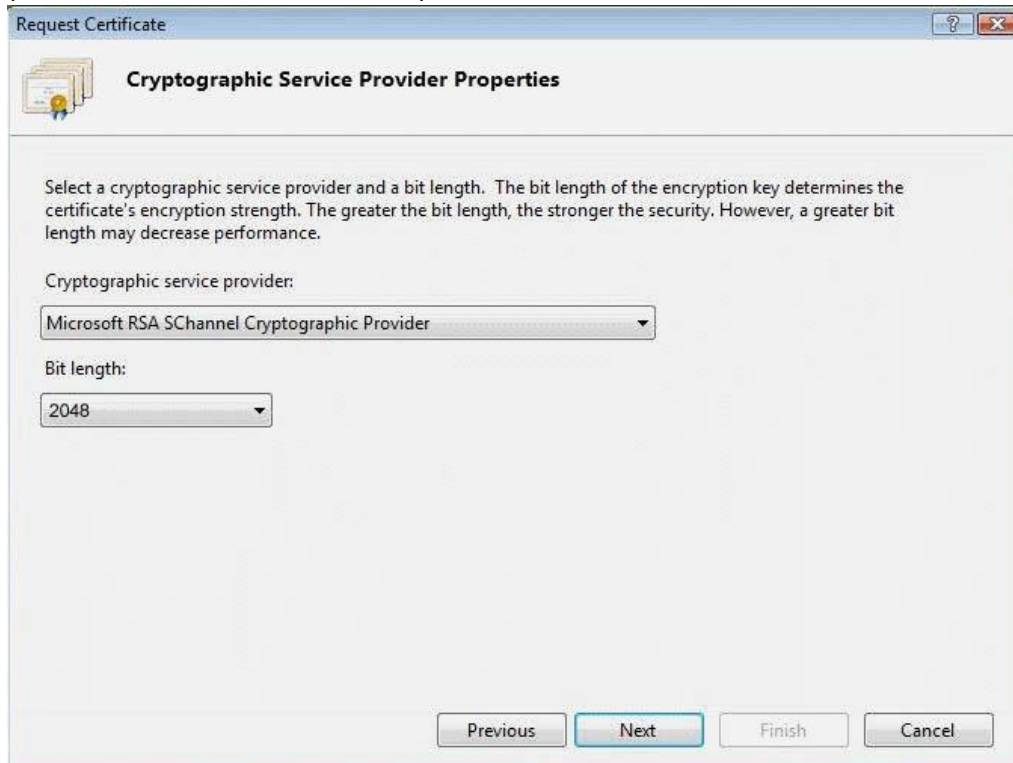 Request Certificate
Cryptographic Service Provider Properties
Select a cryptographic service provider and a bit length. The bit length of the encryption key determines the
certificate's encryption strength. The greater the bit length, the stronger the security. However, a greater bit
length may decrease performance.
Cryptographic service provider:
Microsoft RSA SChannel Cryptographic Provider
Bit length:
2048
Previous Next Finish Cancel